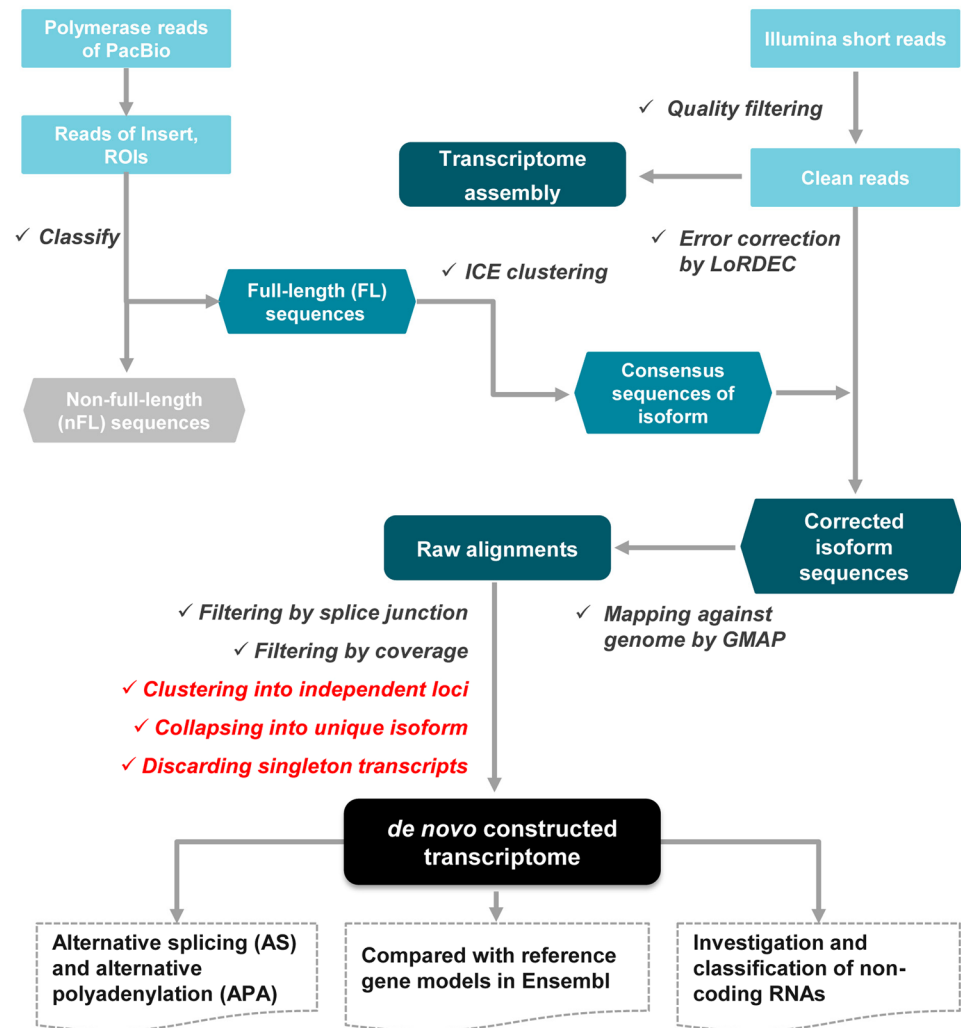 Polymerase reads
of PacBio
Illumina short reads
✓ Quality filtering
Reads of Insert,
ROIs
Transcriptome
assembly
Clean reads
✓ Classify
✓ Error correction
by LoRDEC
✓ ICE clustering
Full-length (FL)
sequences
Consensus
sequences of
isoform
Non-full-length
(nFL) sequences
Corrected
isoform
sequences
Raw alignments
✓ Mapping against
genome by GMAP
✓ Filtering by splice junction
✓ Filtering by coverage
✓ Clustering into independent loci
✓ Collapsing into unique isoform
✓ Discarding singleton transcripts
de novo constructed
transcriptome
Alternative splicing (AS)
and alternative
polyadenylation (APA)
Compared with reference
gene models in Ensembl
Investigation and
classification of non-
coding RNAs